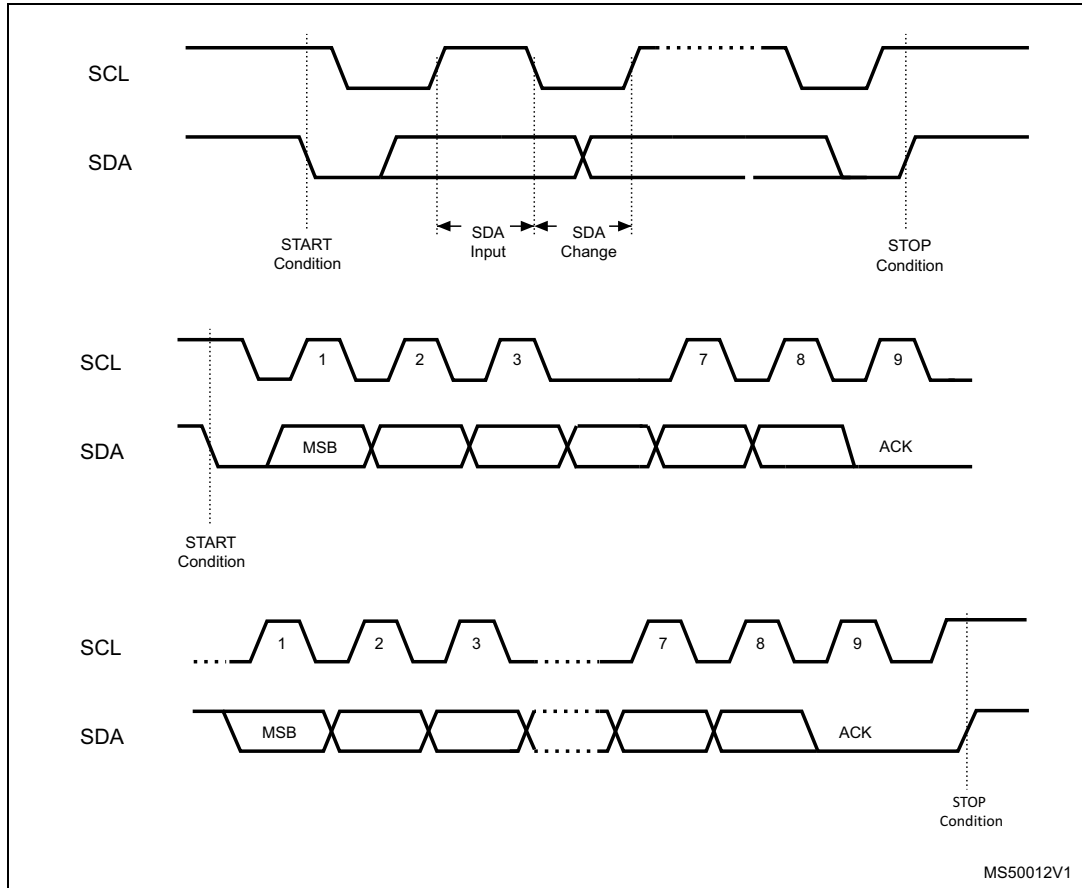 SCL
SDA
SDA
Input
SDA
Change
START
Condition
STOP
Condition
SCL
1
2
3
7
8
9
SDA
MSB
ACK
START
Condition
SCL
1
2
3
7
8
9
SDA
MSB
ACK
STOP
Condition
MS50012V1